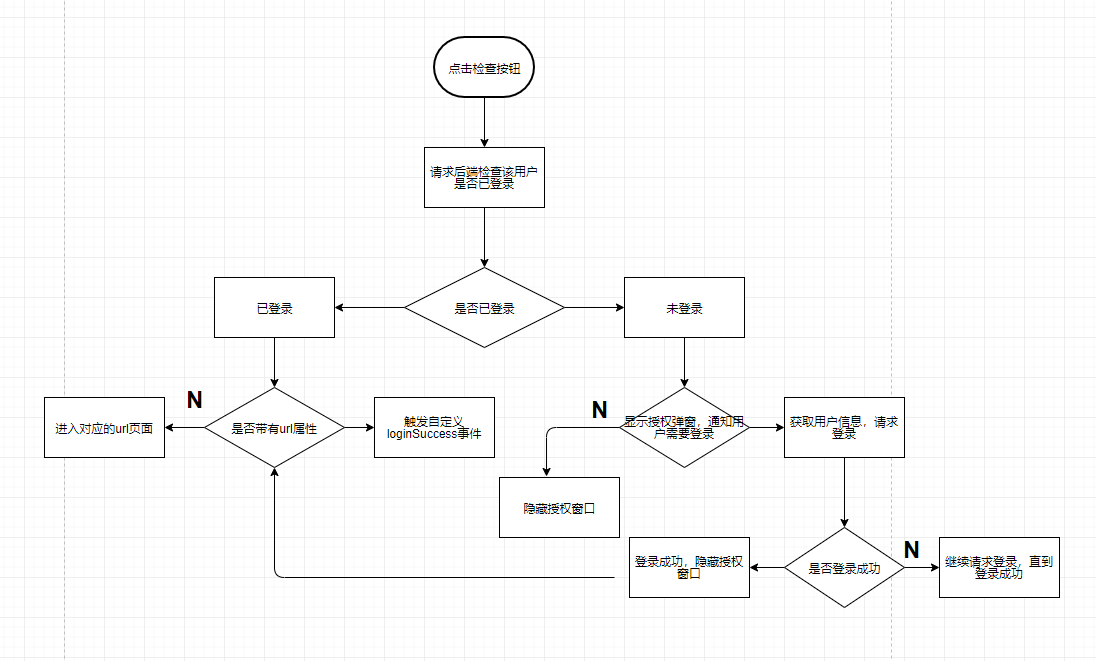 点击检查按钮
请求后端检查该用户
是否已登录
已登录
是否已登录
未登录
N
进入对应的url页面
是否带有url属性
触发自定义
loginSuccess事件
N
显示授权弹窗，通知用
户需要登录
获取用户信息，请求
登录
隐藏授权窗口
登录成功，隐藏授权
窗口
是否登录成功
N
继续请求登录，直到
登录成功